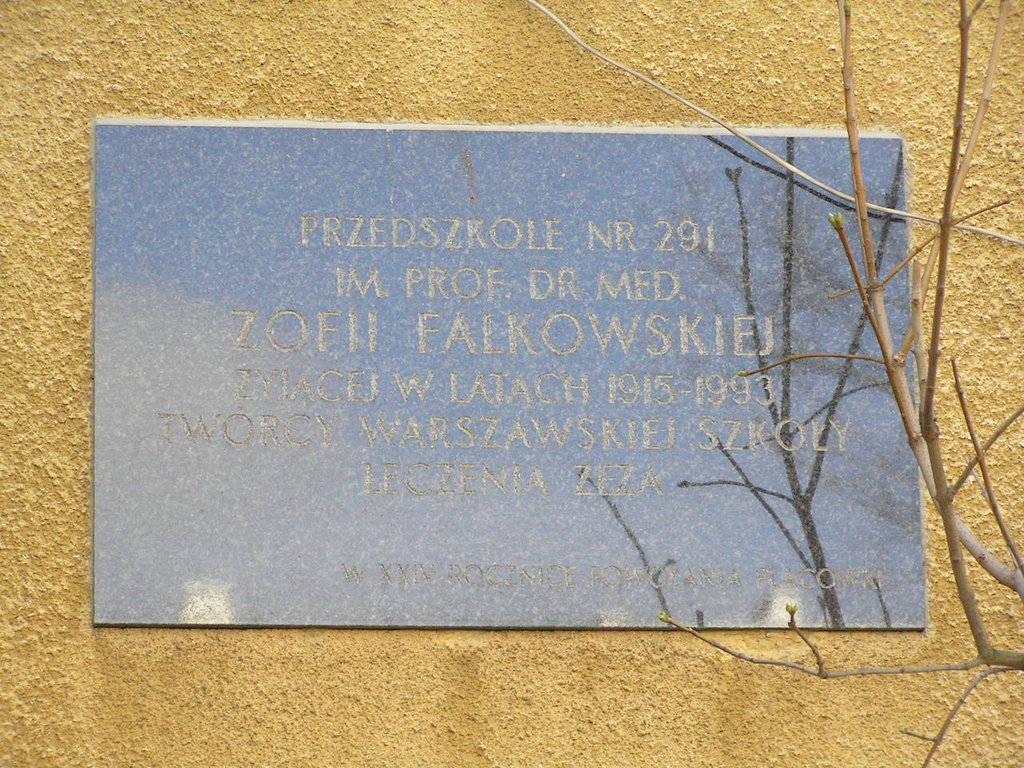 PRZEDSZKOLE NR 291
IM. PROF. DR MED.
ZOFII FALKOWSKIEJ
ŻYJĄCEJ W LATACH 1915-1993
TWÓRCY WARSZAWSKIEJ SZKOŁY
LECZENIA ZEZA
W XXIV ROCZNICĘ POWOŁANIA PLACÓWKI